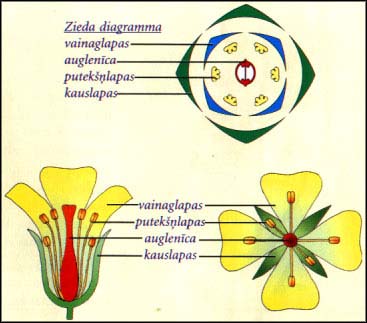 Zieda diagramma
vainaglapas
auglenīca
putekšņlapas
kauslapas
vainaglapas
putekšņlapas
auglenīca
kauslapas